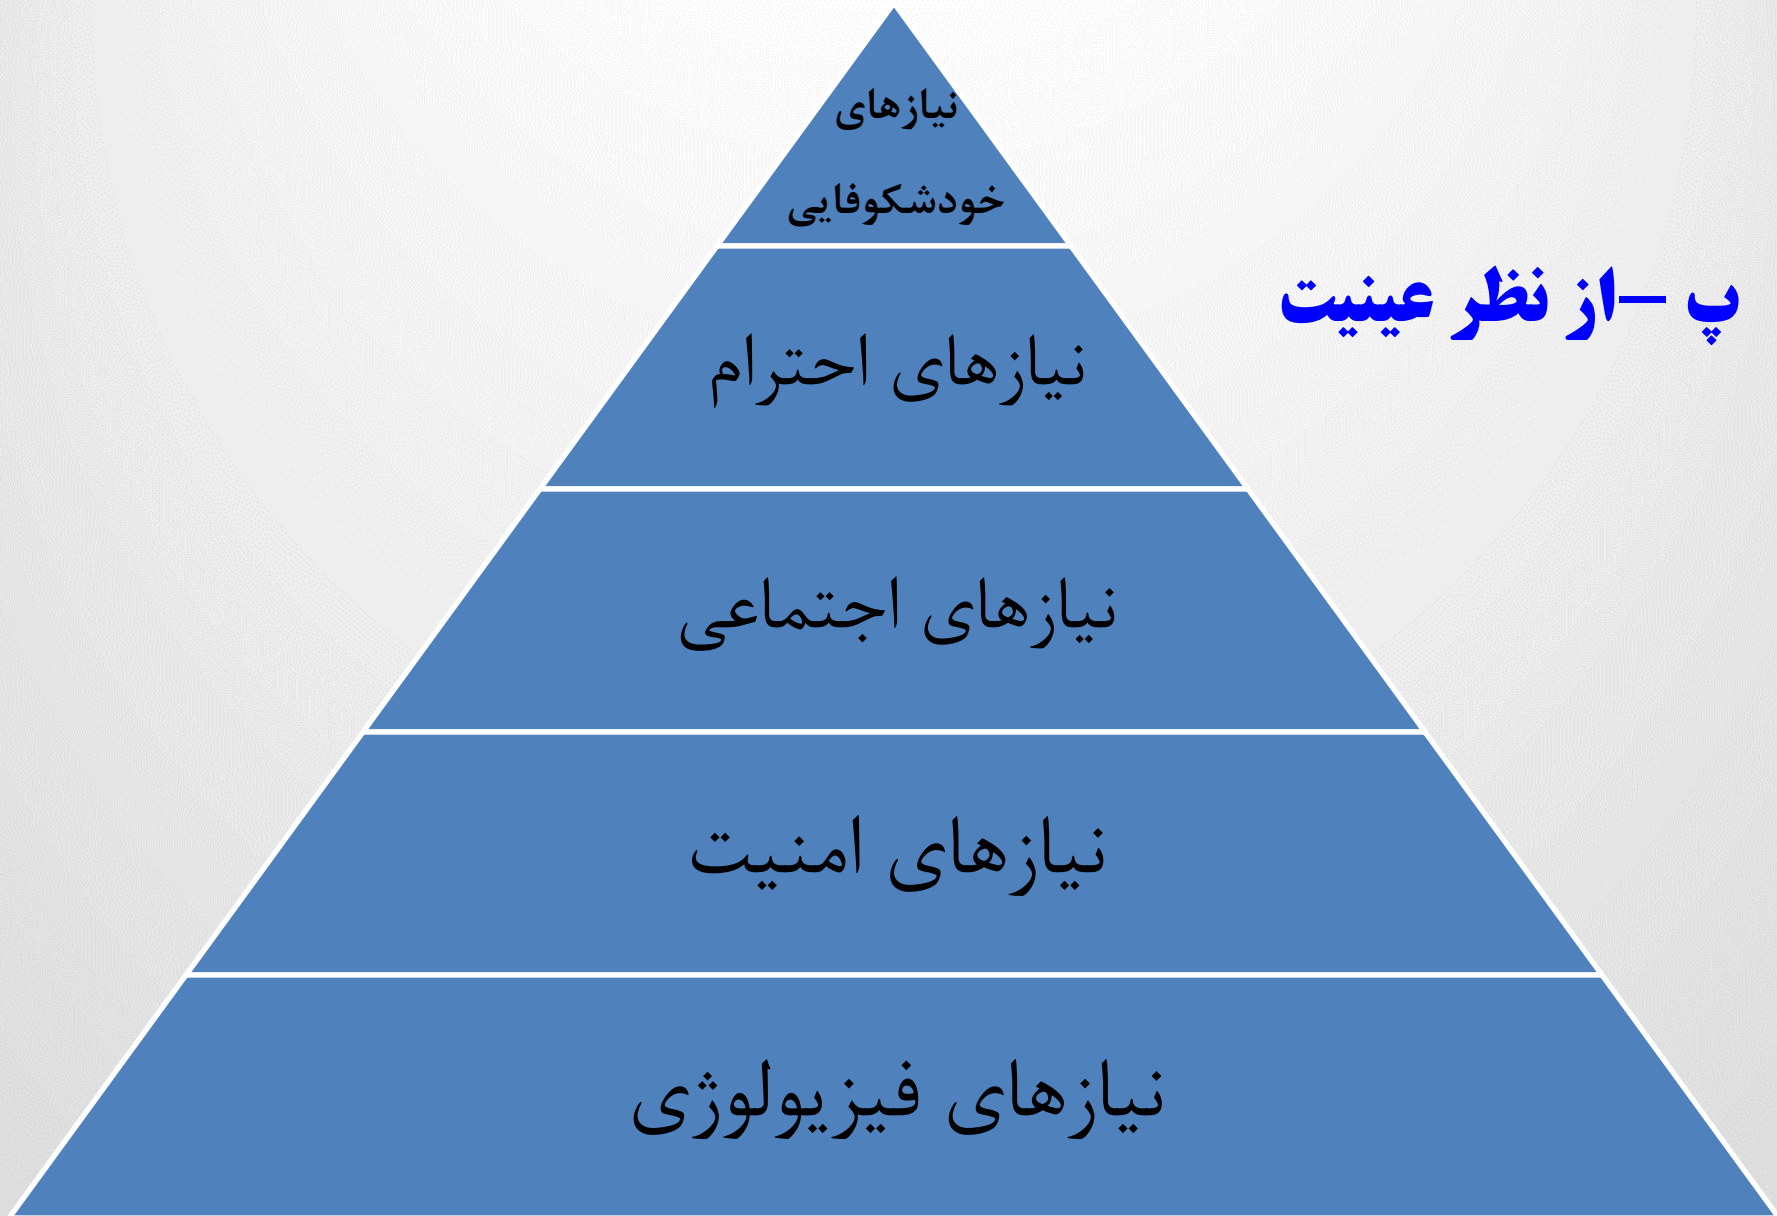 نیازهای
خودشکوفایی
پ –از نظر عینیت
نیازهای احترام
نیازهای اجتماعی
نیازهای امنیت
نیازهای فیزیولوژی